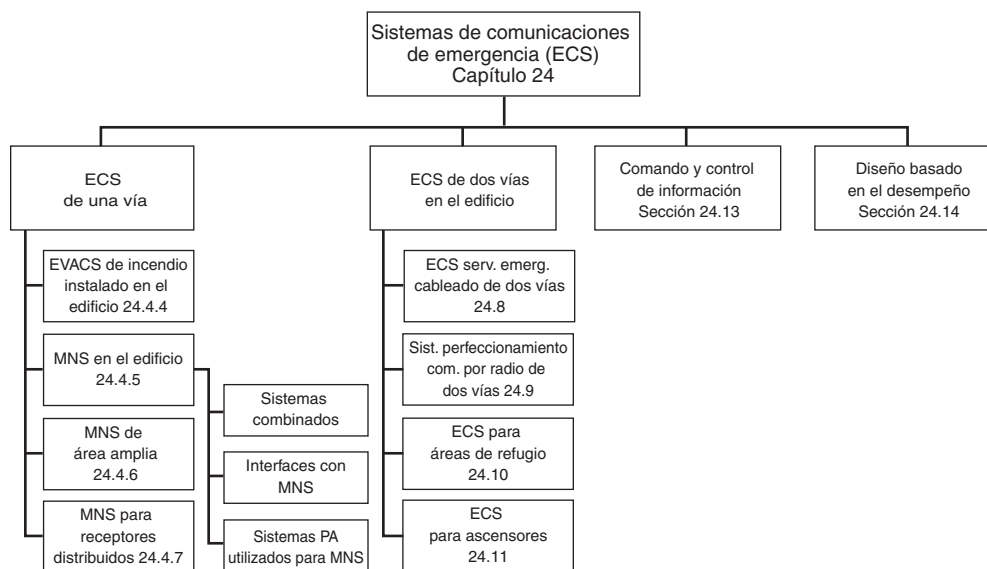 Sistemas de comunicaciones
de emergencia (ECS)
Capítulo 24
ECS
de una vía
ECS de dos vías
en el edificio
Comando y control
de información
Sección 24.13
Diseño basado
en el desempeño
Sección 24.14
EVACS de incendio
instalado en el
edificio 24.4.4
MNS en el edificio
24.4.5
MNS de
área amplia
24.4.6
MNS para
receptores
distribuidos 24.4.7
Sistemas
combinados
Interfaces con
MNS
Sistemas PA
utilizados para MNS
ECS serv. emerg.
cableado de dos vías
24.8
Sist. perfeccionamiento
com. por radio de
dos vías 24.9
ECS para
áreas de refugio
24.10
ECS
para ascensores
24.11